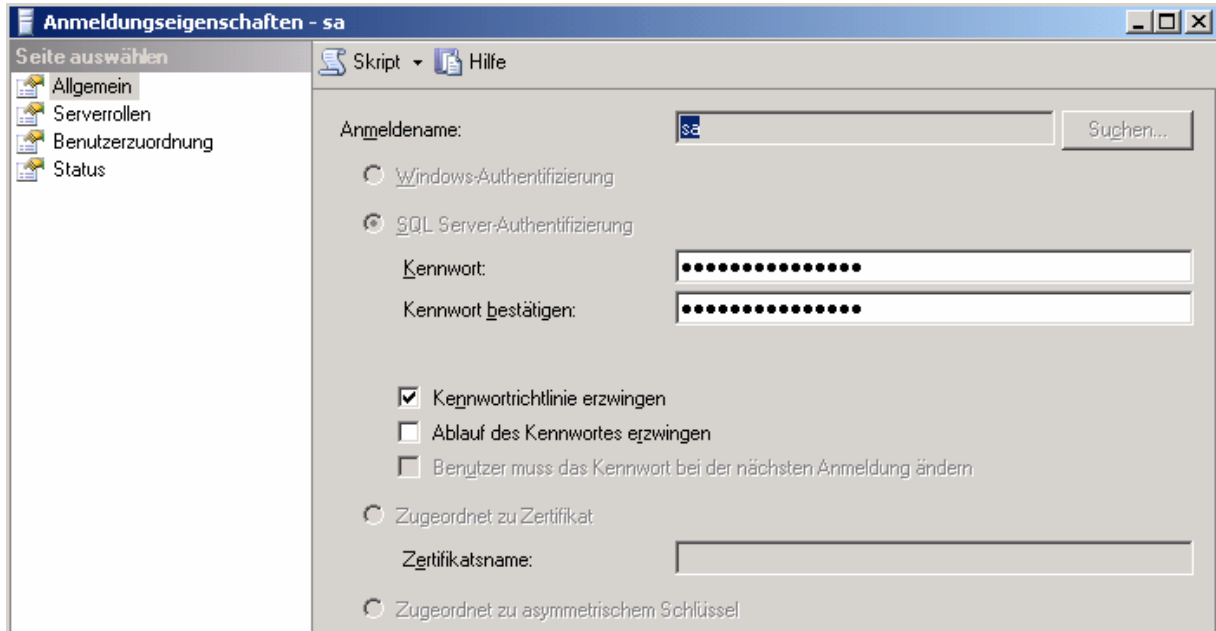 Anmeldungseigenschaften - sa
Seite auswählen
Allgemein
Serverrollen
Benutzerzuordnung
Status
Skript Hilfe
Anmeldename: sa Suchen...
Windows-Authentifizierung
SQL Server-Authentifizierung
Kennwort: ●●●●●●●●●●●●●●●
Kennwort bestätigen: ●●●●●●●●●●●●●●●
Kennwortrichtlinie erzwingen
Ablauf des Kennwortes erzwingen
Benutzer muss das Kennwort bei der nächsten Anmeldung ändern
Zugeordnet zu Zertifikat
Zertifikatsname:
Zugeordnet zu asymmetrischem Schlüssel